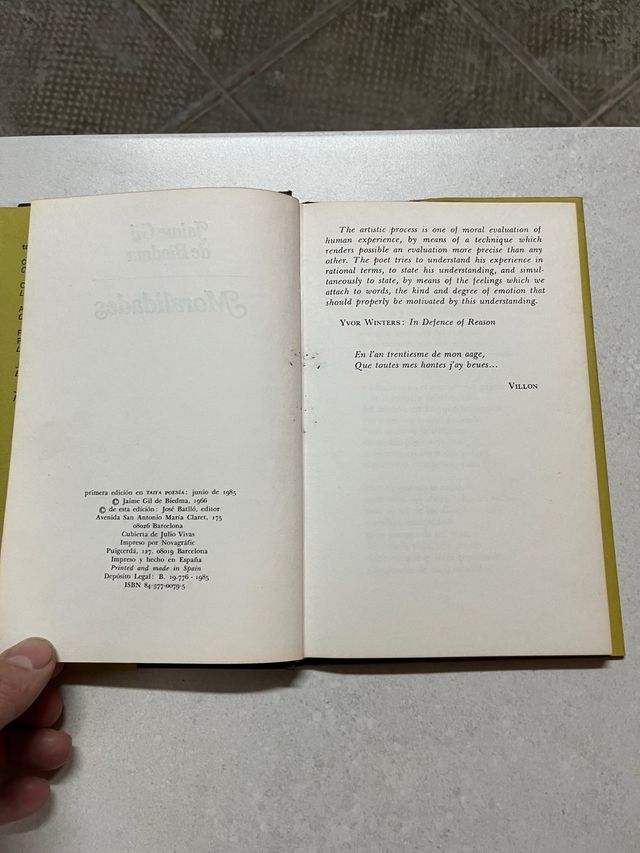 Jaime Gil
de Biedma
Moralidades
primera edición en TAIFA POESÍA: junio de 1985
© Jaime Gil de Biedma, 1966
© de esta edición: José Batlló, editor
Avenida San Antonio María Claret, 175
08026 Barcelona
Cubierta de Julio Vivas
Impreso por Novagràfic
Puigcerdá, 127. 08019 Barcelona
Impreso y hecho en España
Printed and made in Spain
Depósito Legal: B. 19.776 - 1985
ISBN 84-377-0079-5
The artistic process is one of moral evaluation of
human experience, by means of a technique which
renders possible an evaluation more precise than any
other. The poet tries to understand his experience in
rational terms, to state his understanding, and simul-
taneously to state, by means of the feelings which we
attach to words, the kind and degree of emotion that
should properly be motivated by this understanding.
YVOR WINTERS: In Defence of Reason
En l'an trentiesme de mon aage,
Que toutes mes hontes j'ay beues...
VILLON